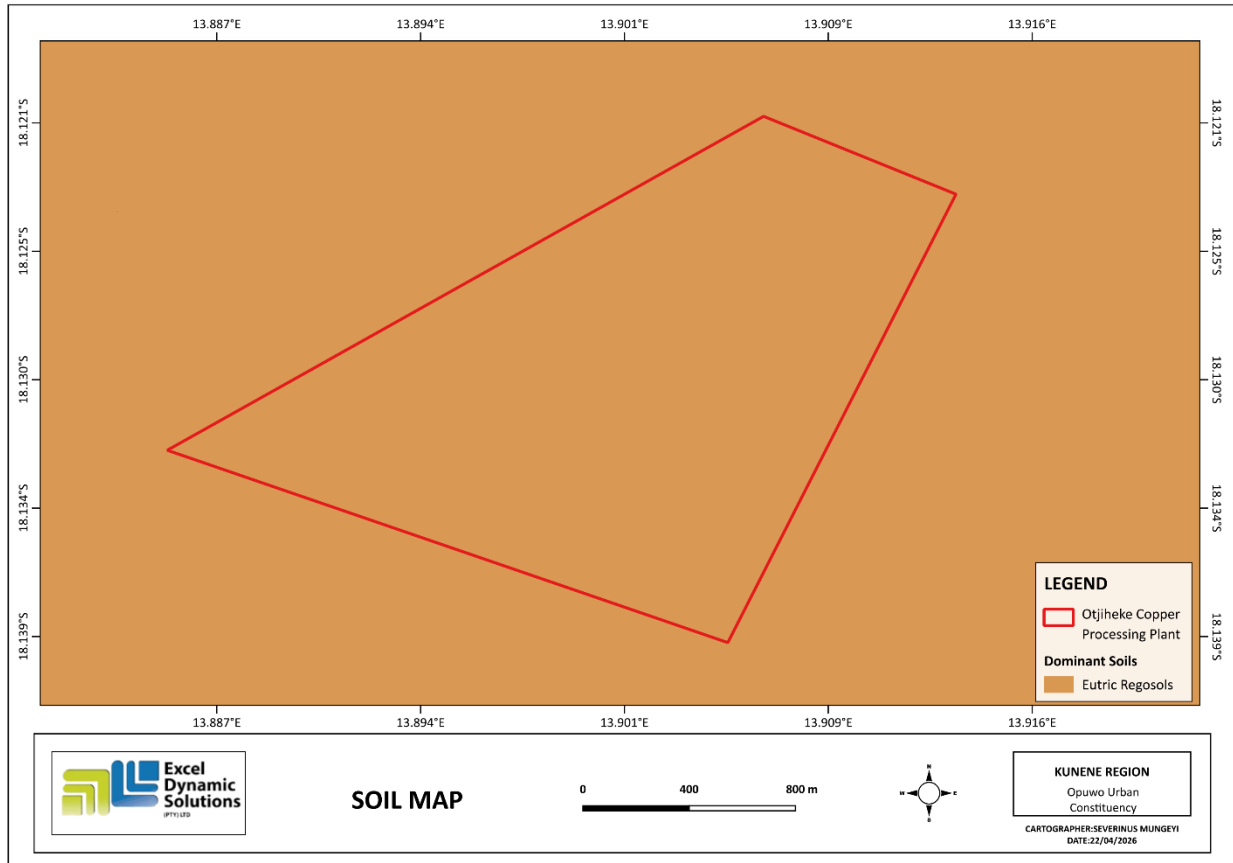 13.887°E 13.894°E 13.901°E 13.909°E 13.916°E
18.121°S 18.121°S
18.125°S 18.125°S
18.130°S 18.130°S
18.134°S 18.134°S
18.139°S 18.139°S
LEGEND
Otjiheke Copper
Processing Plant
Dominant Soils
Eutric Regosols
13.887°E 13.894°E 13.901°E 13.909°E 13.916°E
Excel
Dynamic
Solutions
(PTY) LTD
SOIL MAP
0 400 800 m
N
W E
S
KUNENE REGION
Opuwo Urban
Constituency
CARTOGRAPHER:SEVERINUS MUNGEYI
DATE:22/04/2026